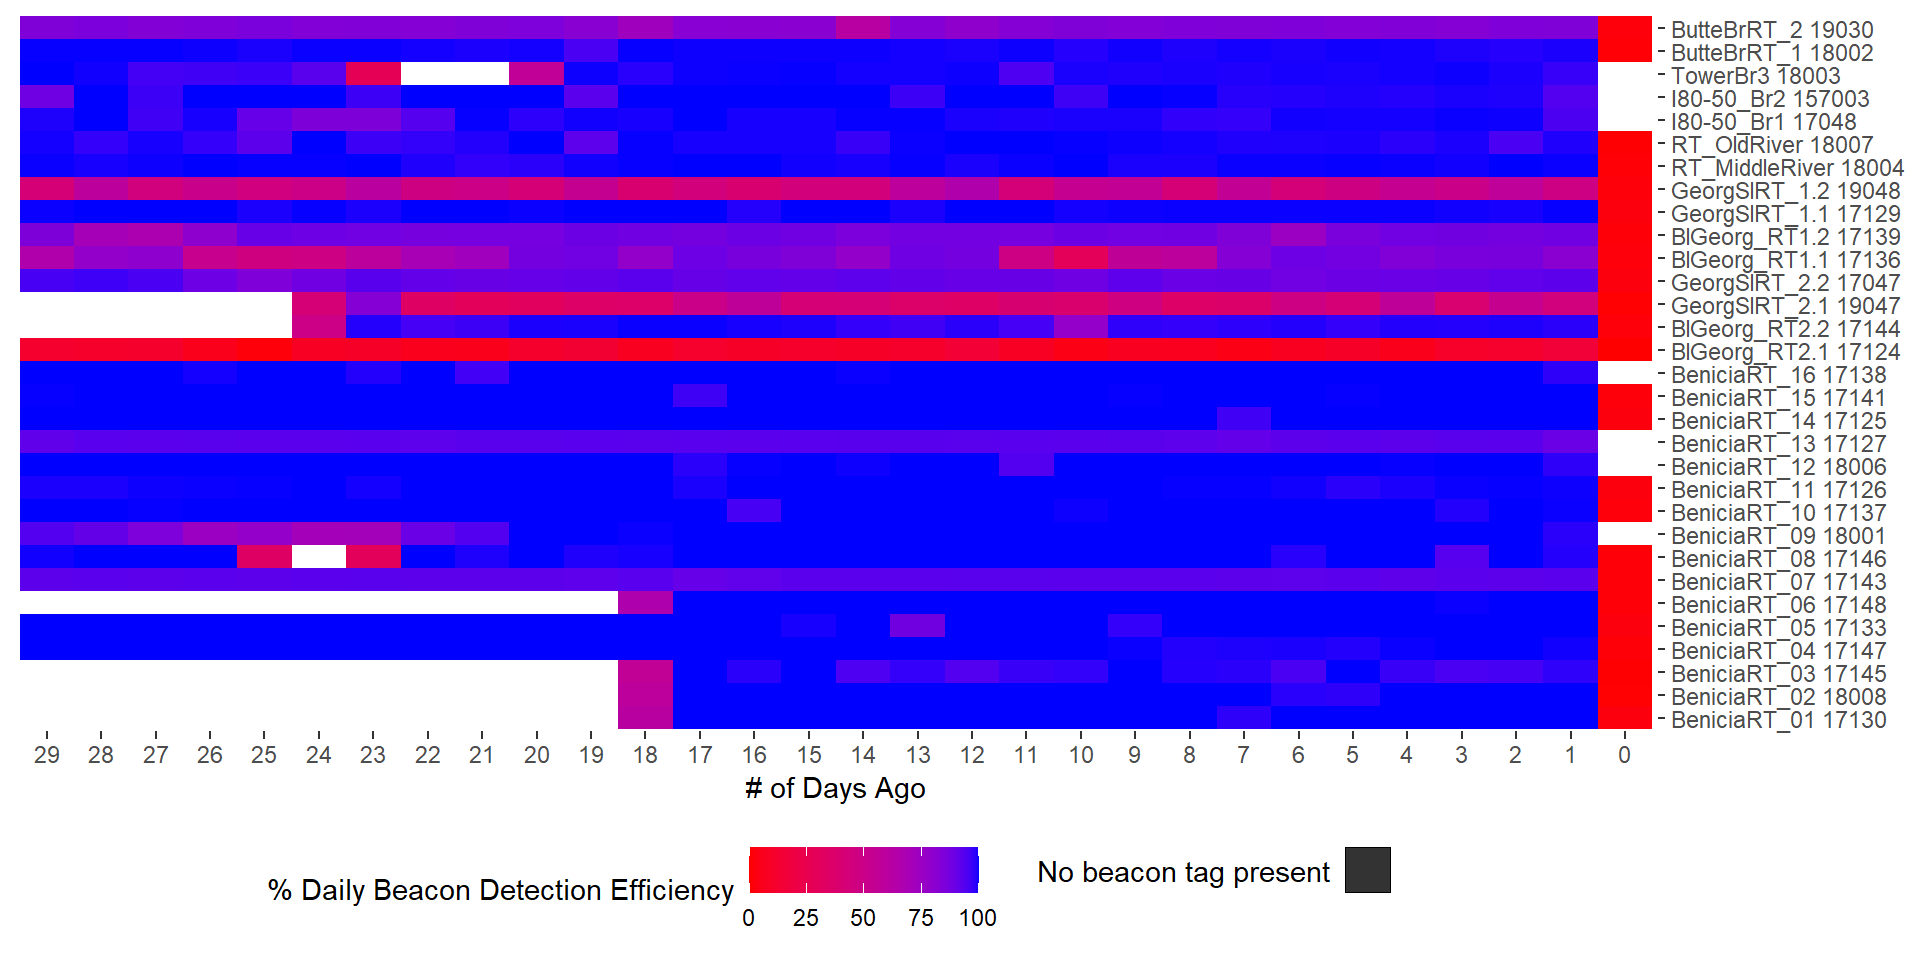 ButteBrRT_2 19030
ButteBrRT_1 18002
TowerBr3 18003
I80-50_Br2 157003
I80-50_Br1 17048
RT_OldRiver 18007
RT_MiddleRiver 18004
GeorgSlRT_1.2 19048
GeorgSlRT_1.1 17129
BlGeorg_RT1.2 17139
BlGeorg_RT1.1 17136
GeorgSlRT_2.2 17047
GeorgSlRT_2.1 19047
BlGeorg_RT2.2 17144
BlGeorg_RT2.1 17124
BeniciaRT_16 17138
BeniciaRT_15 17141
BeniciaRT_14 17125
BeniciaRT_13 17127
BeniciaRT_12 18006
BeniciaRT_11 17126
BeniciaRT_10 17137
BeniciaRT_09 18001
BeniciaRT_08 17146
BeniciaRT_07 17143
BeniciaRT_06 17148
BeniciaRT_05 17133
BeniciaRT_04 17147
BeniciaRT_03 17145
BeniciaRT_02 18008
BeniciaRT_01 17130
29 28 27 26 25 24 23 22 21 20 19 18 17 16 15 14 13 12 11 10 9 8 7 6 5 4 3 2 1 0
# of Days Ago
% Daily Beacon Detection Efficiency
0 25 50 75 100
No beacon tag present